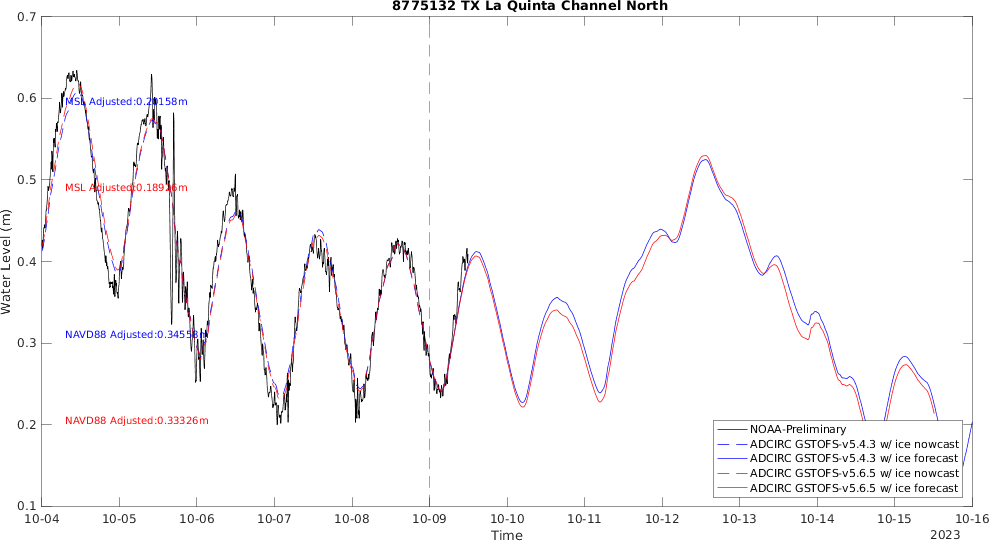 8775132 TX La Quinta Channel North
0.7
0.6
0.5
0.4
0.3
0.2
0.1
Water Level (m)
MSL Adjusted:0.20158m
MSL Adjusted:0.18926m
NAVD88 Adjusted:0.34558m
NAVD88 Adjusted:0.33326m
NOAA-Preliminary
ADCIRC GSTOFS-v5.4.3 w/ ice nowcast
ADCIRC GSTOFS-v5.4.3 w/ ice forecast
ADCIRC GSTOFS-v5.6.5 w/ ice nowcast
ADCIRC GSTOFS-v5.6.5 w/ ice forecast
10-04 10-05 10-06 10-07 10-08 10-09 10-10 10-11 10-12 10-13 10-14 10-15 10-16
Time
2023